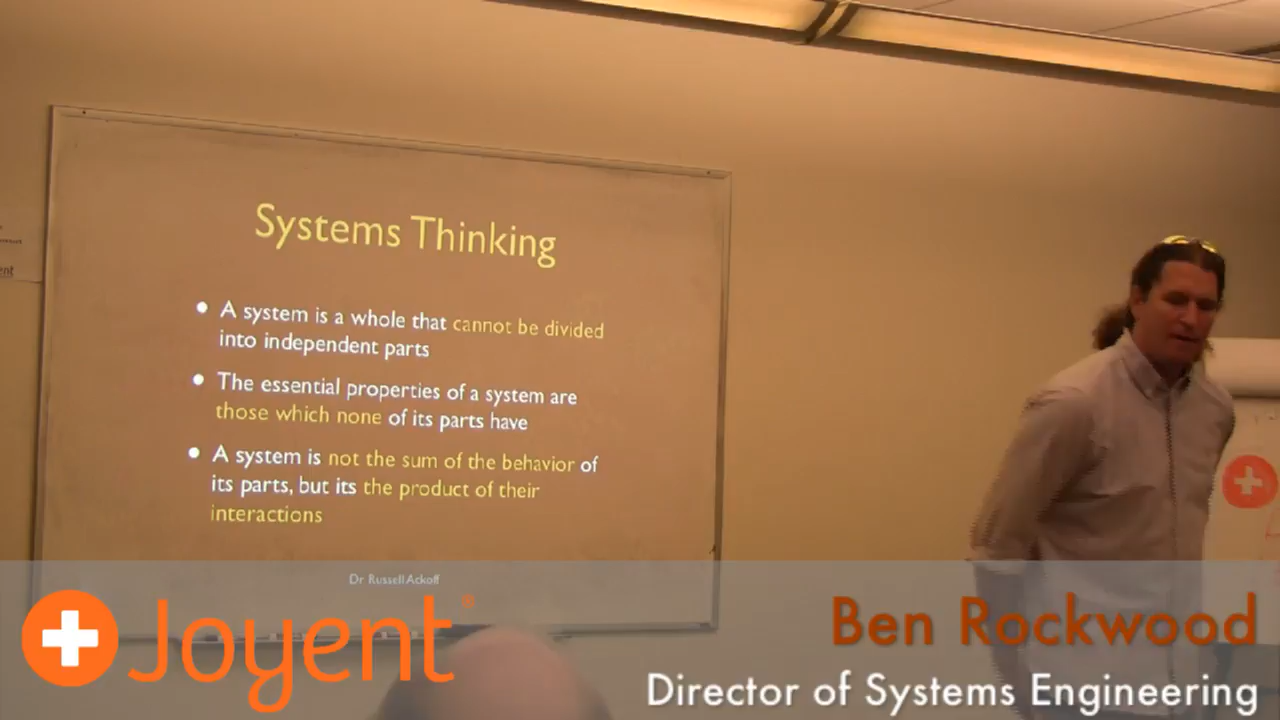 Systems Thinking
• A system is a whole that cannot be divided
into independent parts
• The essential properties of a system are
those which none of its parts have
• A system is not the sum of the behavior of
its parts, but its the product of their
interactions
Dr Russell Ackoff
Joyent®
Ben Rockwood
Director of Systems Engineering